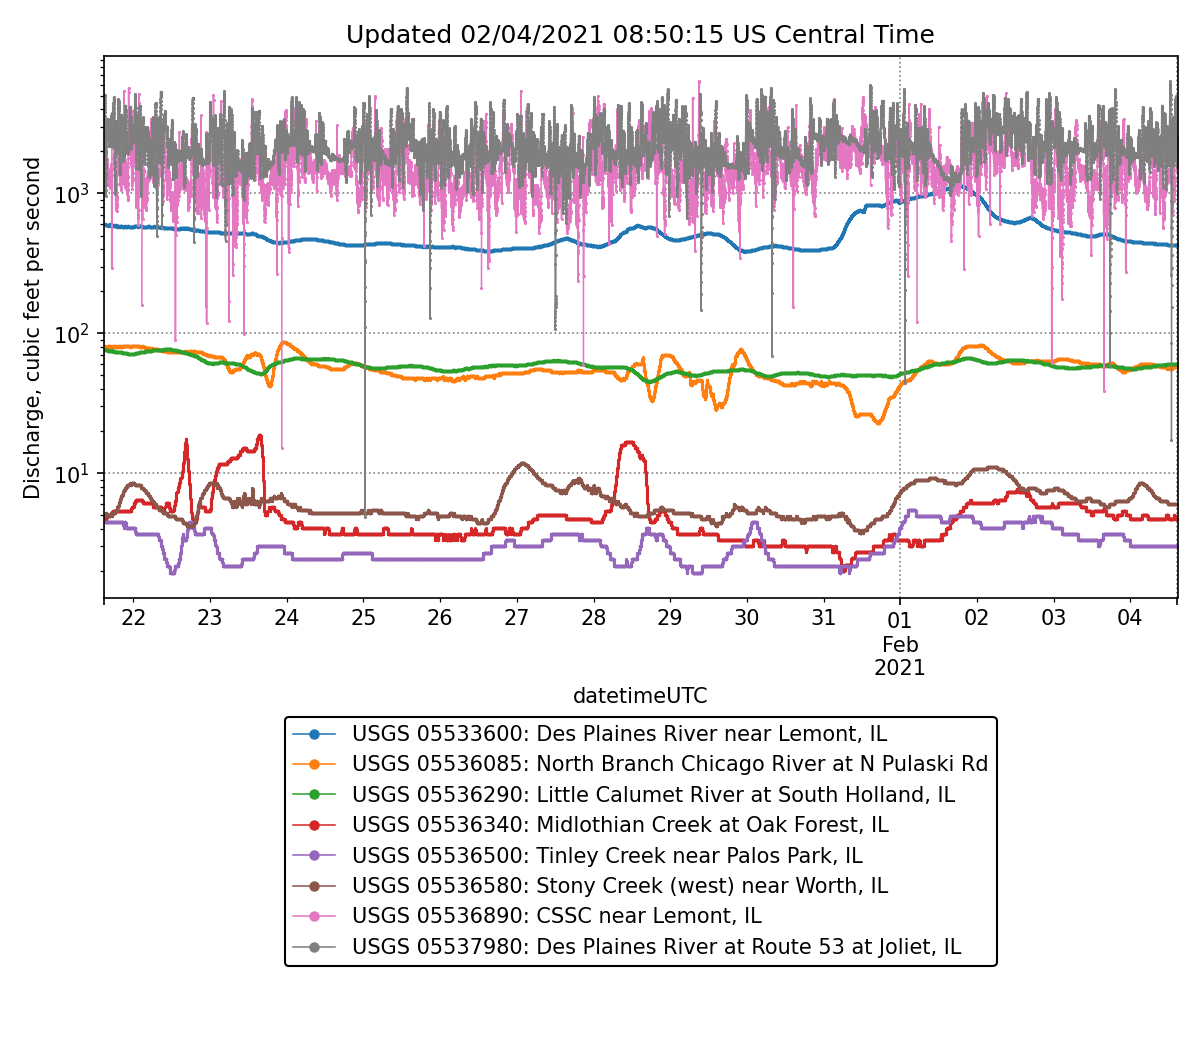 Updated 02/04/2021 08:50:15 US Central Time
Discharge, cubic feet per second
10³
10²
10¹
22 23 24 25 26 27 28 29 30 31 01 02 03 04
Feb
2021
datetimeUTC
USGS 05533600: Des Plaines River near Lemont, IL
USGS 05536085: North Branch Chicago River at N Pulaski Rd
USGS 05536290: Little Calumet River at South Holland, IL
USGS 05536340: Midlothian Creek at Oak Forest, IL
USGS 05536500: Tinley Creek near Palos Park, IL
USGS 05536580: Stony Creek (west) near Worth, IL
USGS 05536890: CSSC near Lemont, IL
USGS 05537980: Des Plaines River at Route 53 at Joliet, IL